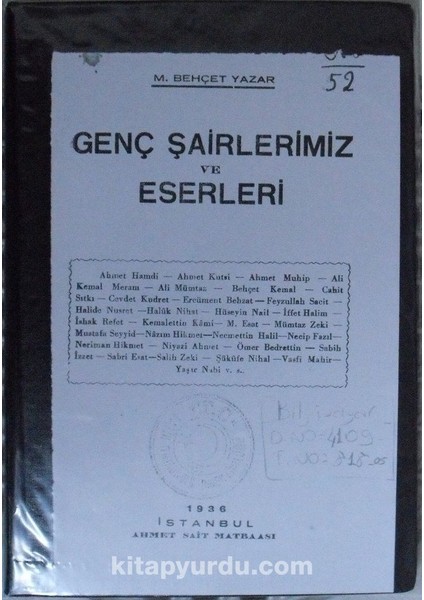 52
M. BEHÇET YAZAR
GENÇ ŞAİRLERİMİZ
VE
ESERLERİ
Ahmet Hamdi — Ahmet Kutsi — Ahmet Muhip — Ali
Kemal Meram — Ali Mümtaz — Behçet Kemal — Cahit
Sıtkı — Cevdet Kudret — Ercüment Behzat — Feyzullah Sacit —
Halide Nusret — Halûk Nihat — Hüseyin Nail — İffet Halim —
İshak Refet — Kemalettin Kâmi — M. Esat — Mümtaz Zeki —
Mustafa Seyyid — Nâzım Hikmet — Necmettin Halil — Necip Fazıl —
Neriman Hikmet — Niyazi Ahmet — Ömer Bedrettin — Sabih
İzzet — Sabri Esat — Salih Zeki — Şükûfe Nihal — Vasfi Mahir —
Yaşar Nabi v. s.
D. NO=4109
1936
İSTANBUL
AHMET SAİT MATBAASI
kitapyurdu.com